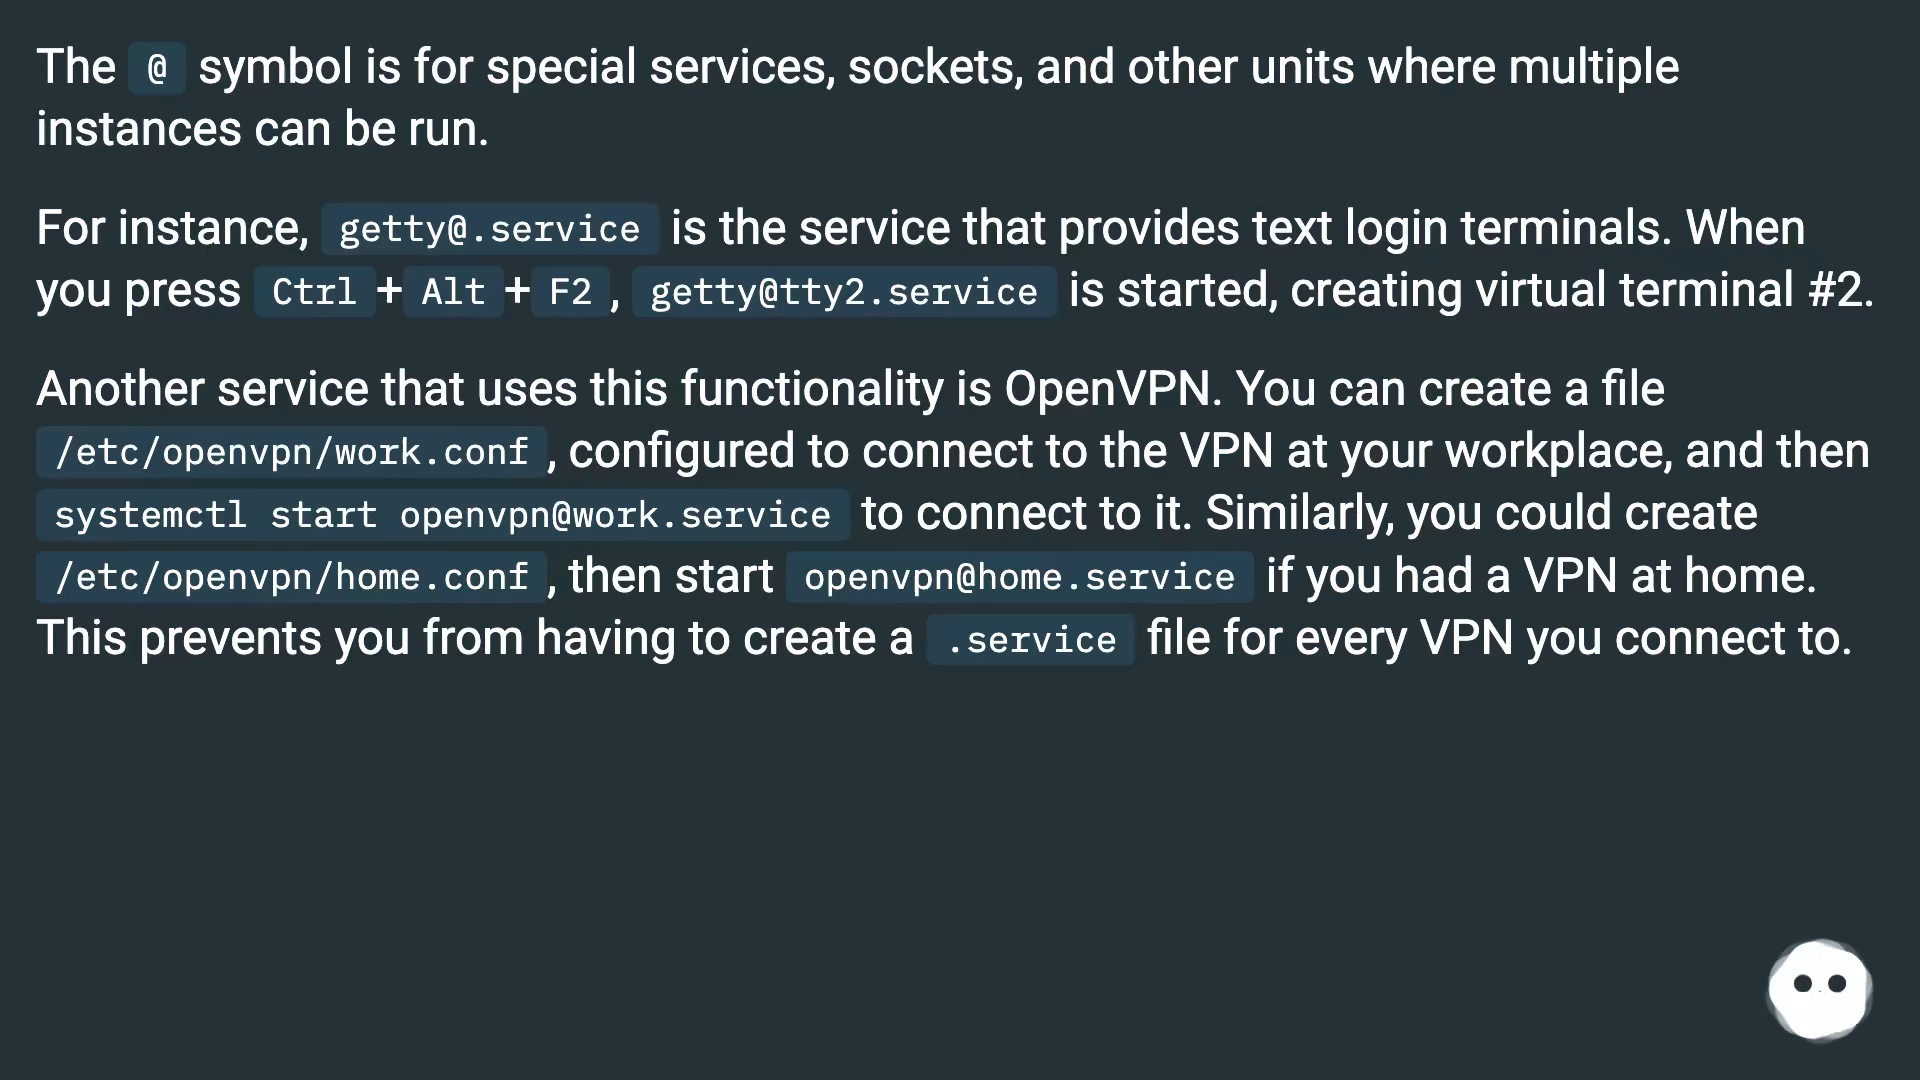 The @ symbol is for special services, sockets, and other units where multiple
instances can be run.
For instance, getty@.service is the service that provides text login terminals. When
you press Ctrl + Alt + F2 , getty@tty2.service is started, creating virtual terminal #2.
Another service that uses this functionality is OpenVPN. You can create a file
/etc/openvpn/work.conf , configured to connect to the VPN at your workplace, and then
systemctl start openvpn@work.service to connect to it. Similarly, you could create
/etc/openvpn/home.conf , then start openvpn@home.service if you had a VPN at home.
This prevents you from having to create a .service file for every VPN you connect to.